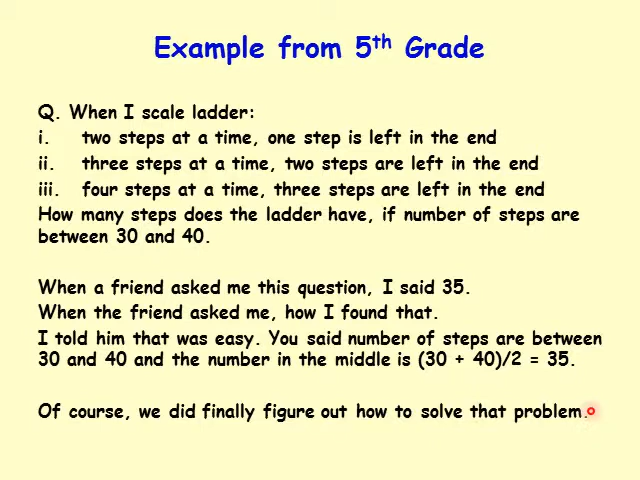 Example from 5th Grade
Q. When I scale ladder:
i. two steps at a time, one step is left in the end
ii. three steps at a time, two steps are left in the end
iii. four steps at a time, three steps are left in the end
How many steps does the ladder have, if number of steps are
between 30 and 40.
When a friend asked me this question, I said 35.
When the friend asked me, how I found that.
I told him that was easy. You said number of steps are between
30 and 40 and the number in the middle is (30 + 40)/2 = 35.
Of course, we did finally figure out how to solve that problem.